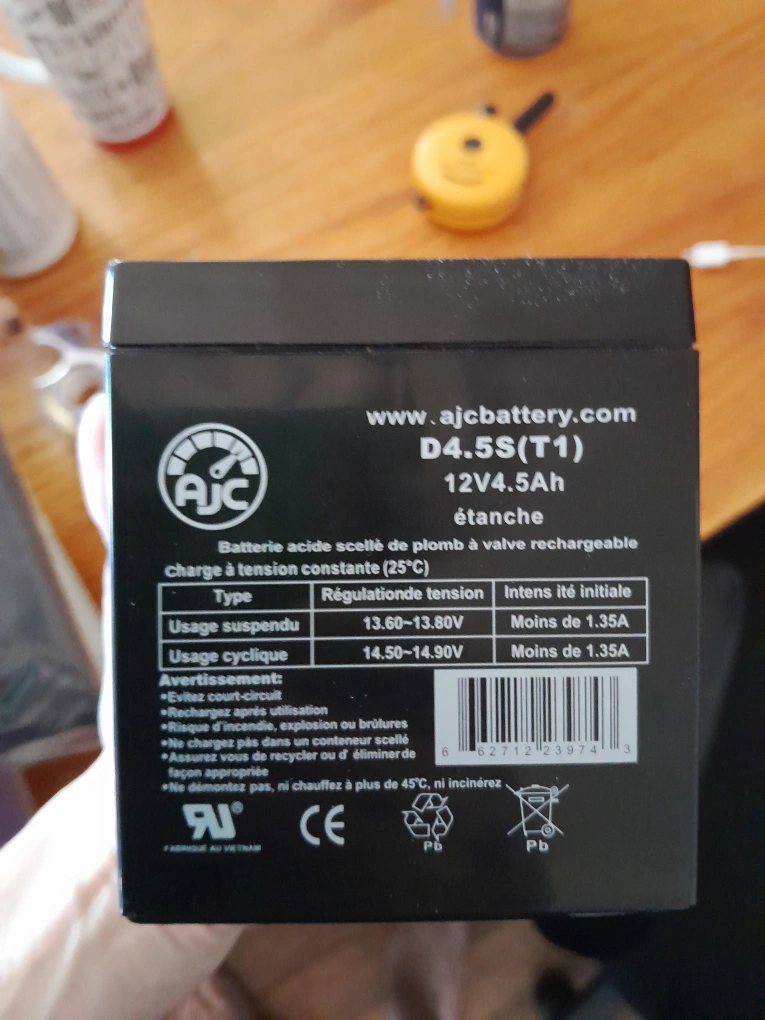 www.ajcbattery.com
D4.5S(T1)
AJC
12V4.5Ah
étanche
Batterie acide scellé de plomb à valve rechargeable
Charge à tension constante (25°C)
Type Régulationde tension Intens ité initiale
Usage suspendu 13.60~13.80V Moins de 1.35A
Usage cyclique 14.50~14.90V Moins de 1.35A
Avertissement:
•Evitez court-circuit
•Rechargez après utilisation
•Risque d'incendie, explosion ou brûlures
•Ne chargez pàs dans un conteneur scellé
•Assurez vous de recycler ou d' éliminer de
façon appropriée
•Ne démontez pas, ni chauffez à plus de 45℃, ni incinérez
6 62712 23974 3
RU®
CE
Pb
Pb
FABRIQUÉ AU VIETNAM